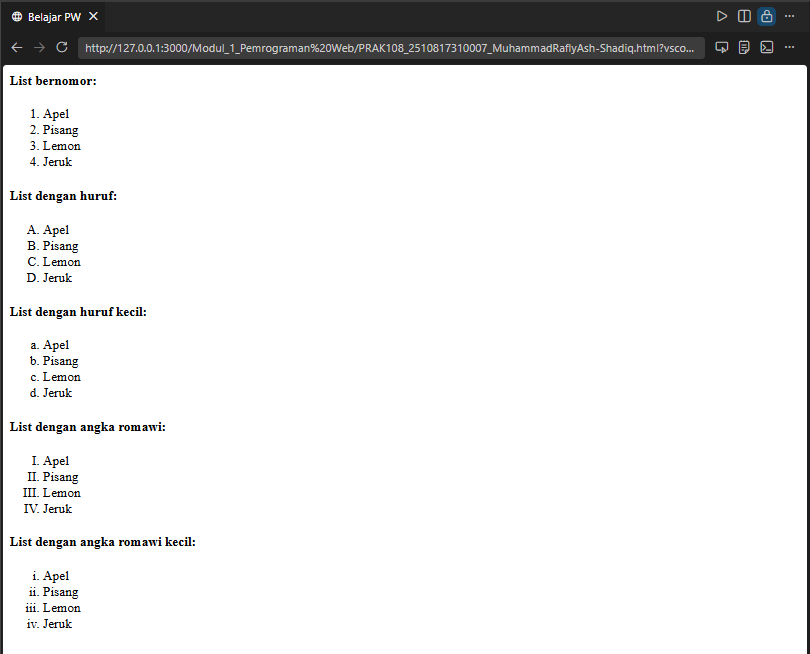 Belajar PW
http://127.0.0.1:3000/Modul_1_Pemrograman%20Web/PRAK108_2510817310007_MuhammadRaflyAsh-Shadiq.html?vsco...
List bernomor:
1. Apel
2. Pisang
3. Lemon
4. Jeruk
List dengan huruf:
A. Apel
B. Pisang
C. Lemon
D. Jeruk
List dengan huruf kecil:
a. Apel
b. Pisang
c. Lemon
d. Jeruk
List dengan angka romawi:
I. Apel
II. Pisang
III. Lemon
IV. Jeruk
List dengan angka romawi kecil:
i. Apel
ii. Pisang
iii. Lemon
iv. Jeruk